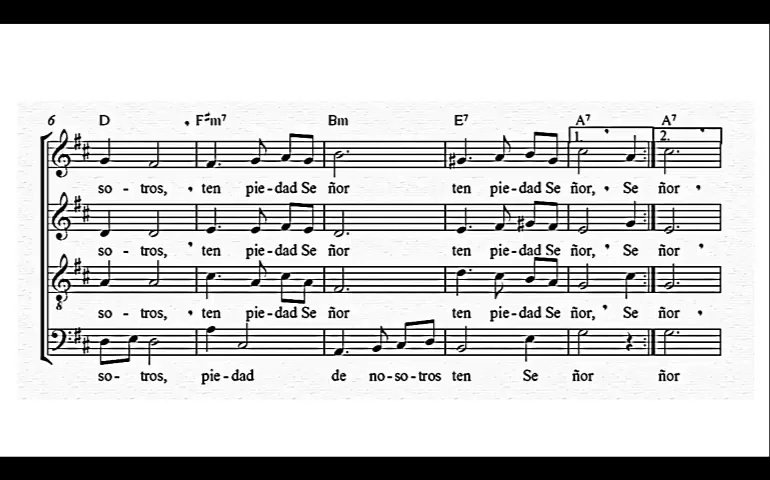 6 D F♯m7 Bm E7 A7 A7
1. 2.
so - tros, ten pie-dad Se ñor ten pie-dad Se ñor, Se ñor
so - tros, ten pie-dad Se ñor ten pie-dad Se ñor, Se ñor
8
so - tros, ten pie-dad Se ñor ten pie-dad Se ñor, Se ñor
so - tros, pie-dad de no-so-tros ten Se ñor ñor